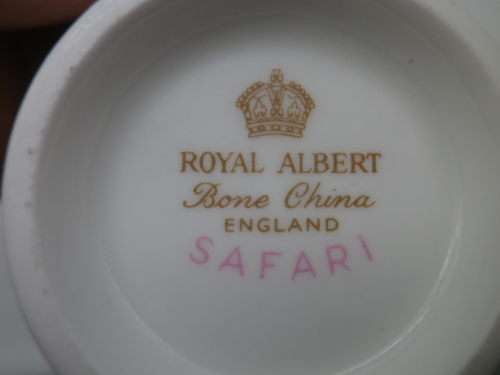 ROYAL ALBERT
Bone China
ENGLAND
SAFARI